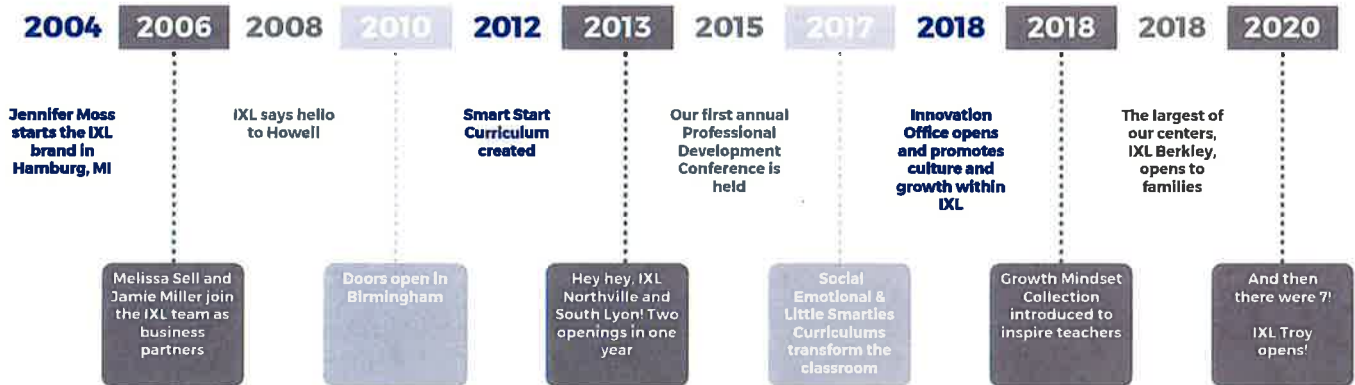 2004 2006 2008 2010 2012 2013 2015 2017 2018 2018 2018 2020
Jennifer Moss
starts the IXL
brand in
Hamburg, MI
IXL says hello
to Howell
Smart Start
Curriculum
created
Our first annual
Professional
Development
Conference is
held
Innovation
Office opens
and promotes
culture and
growth within
IXL
The largest of
our centers,
IXL Berkley,
opens to
families
Melissa Sell and
Jamie Miller join
the IXL team as
business
partners
Doors open in
Birmingham
Hey hey, IXL
Northville and
South Lyon! Two
openings in one
year
Social
Emotional &
Little Smarties
Curriculums
transform the
classroom
Growth Mindset
Collection
introduced to
inspire teachers
And then
there were 7!
IXL Troy
opens!